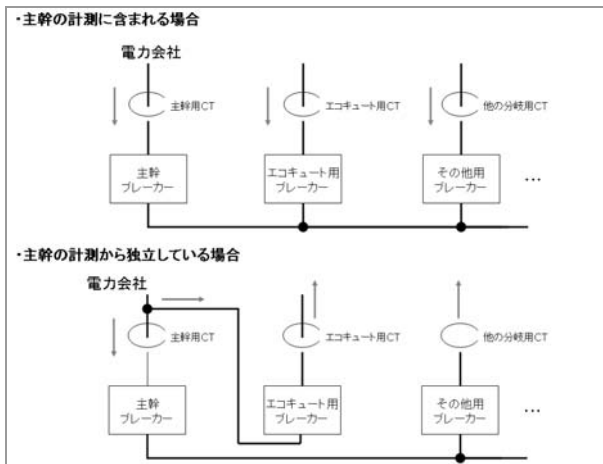 ・主幹の計測に含まれる場合
電力会社
主幹用CT
エコキュート用CT
他の分岐用CT
主幹
ブレーカー
エコキュート用
ブレーカー
その他用
ブレーカー
…
・主幹の計測から独立している場合
電力会社
主幹用CT
エコキュート用CT
他の分岐用CT
主幹
ブレーカー
エコキュート用
ブレーカー
その他用
ブレーカー
…